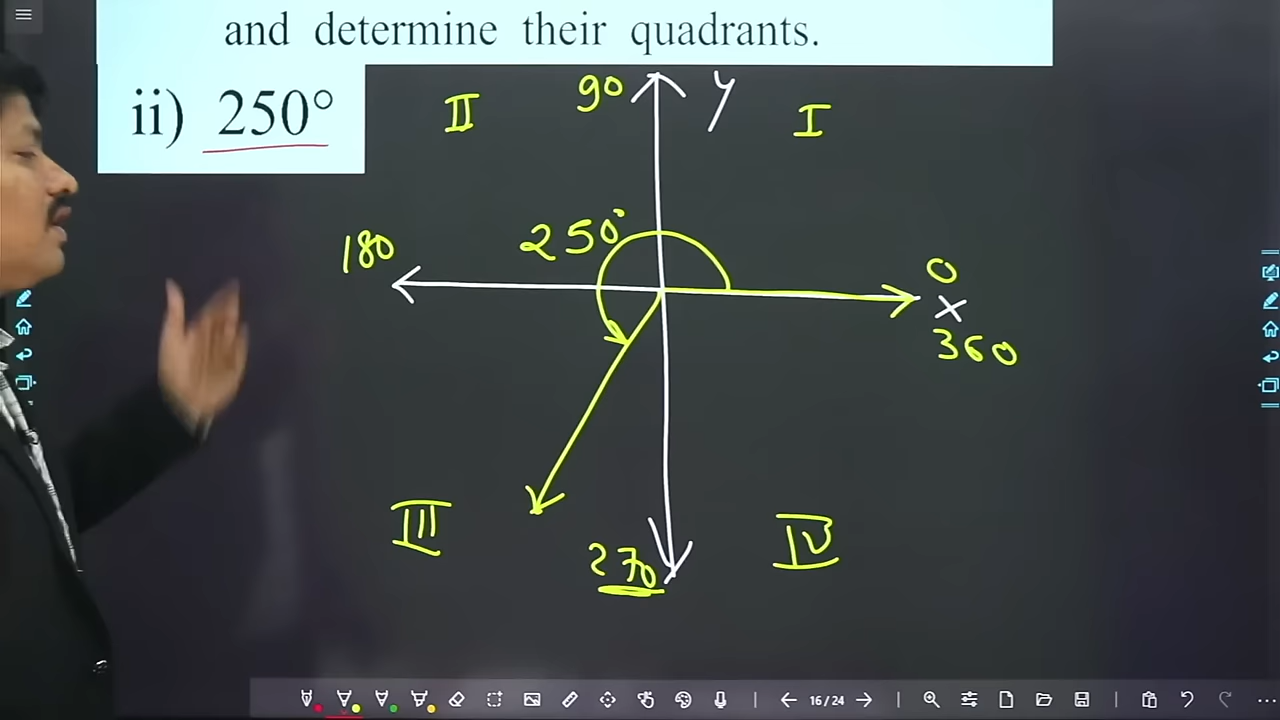 and determine their quadrants.
ii) 250°
90
y
II
I
250°
180
0
x
360
III
IV
270
16/24